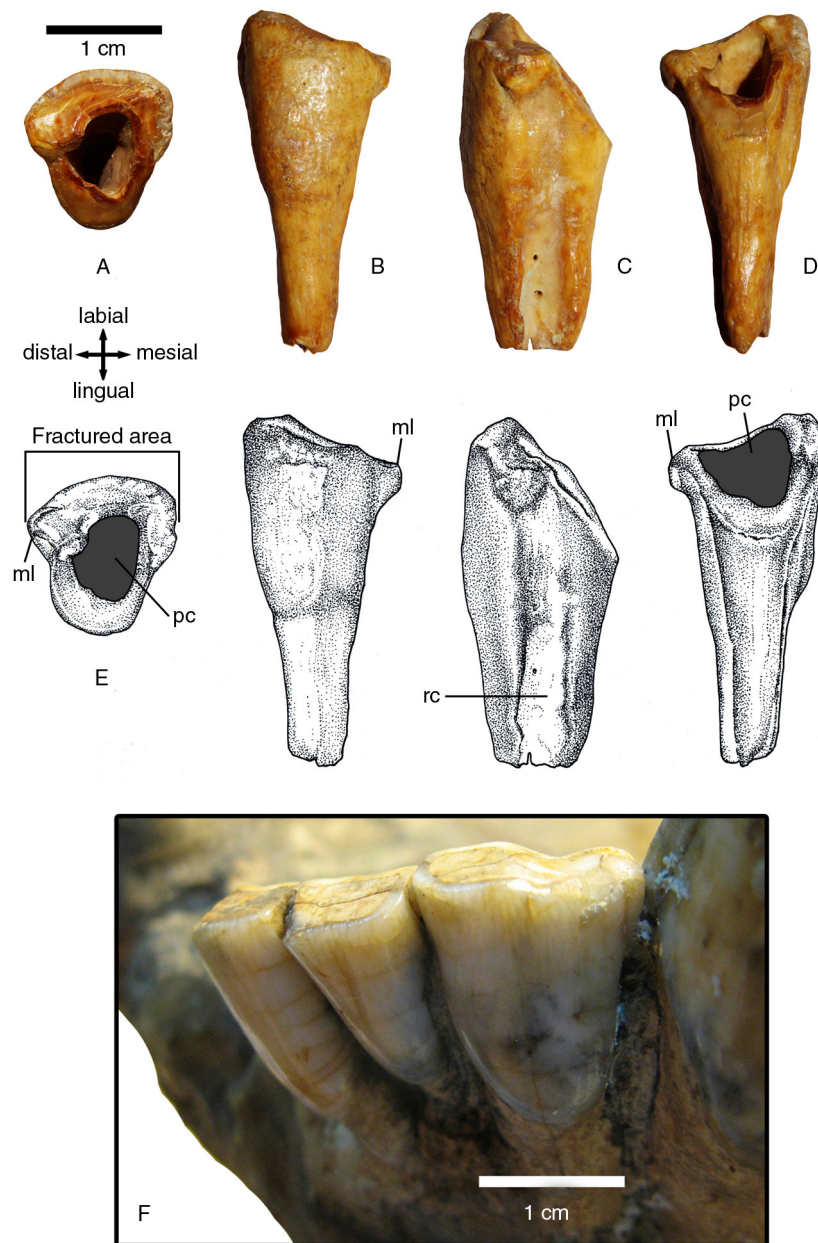 1 cm
A
B
C
D
labial
distal
mesial
lingual
Fractured area
ml
pc
E
ml
rc
ml
pc
F
1 cm